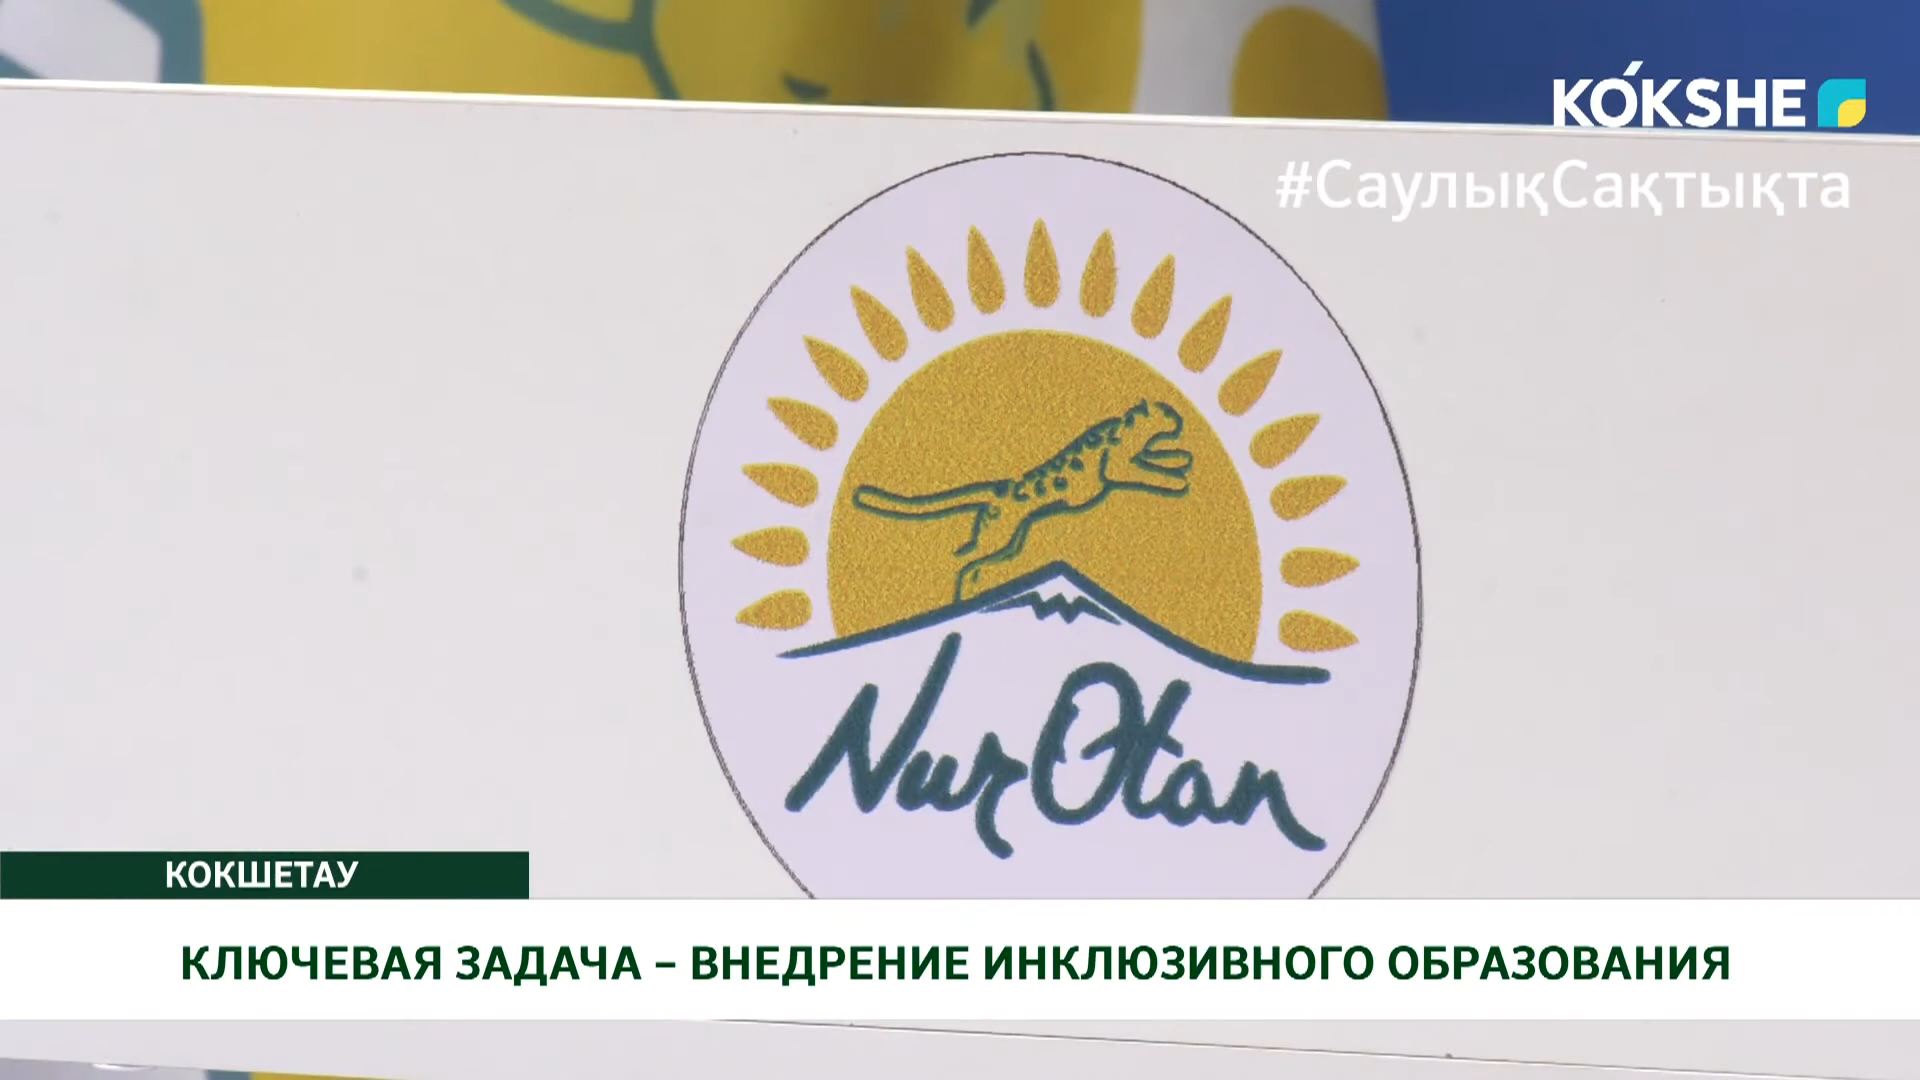 KÓKSHE
#СаулықСақтықта
Nur Otan
КОКШЕТАУ
КЛЮЧЕВАЯ ЗАДАЧА – ВНЕДРЕНИЕ ИНКЛЮЗИВНОГО ОБРАЗОВАНИЯ